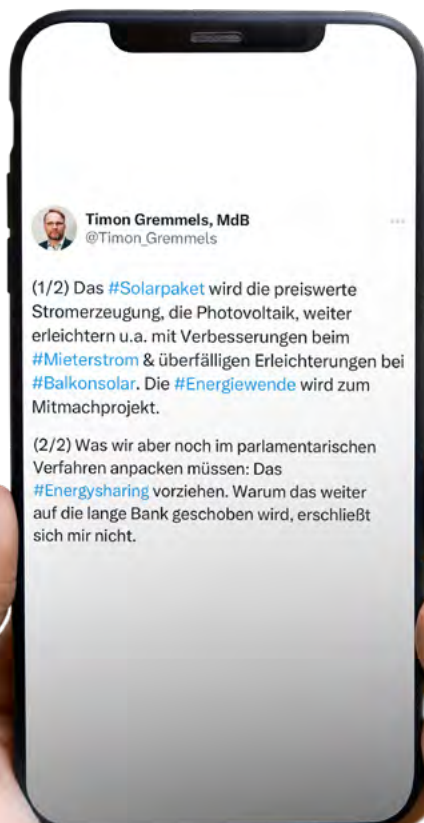 Timon Gremmels, MdB
@Timon_Gremmels
(1/2) Das #Solarpaket wird die preiswerte
Stromerzeugung, die Photovoltaik, weiter
erleichtern u.a. mit Verbesserungen beim
#Mieterstrom & überfälligen Erleichterungen bei
#Balkonsolar. Die #Energiewende wird zum
Mitmachprojekt.
(2/2) Was wir aber noch im parlamentarischen
Verfahren anpacken müssen: Das
#Energysharing vorziehen. Warum das weiter
auf die lange Bank geschoben wird, erschließt
sich mir nicht.